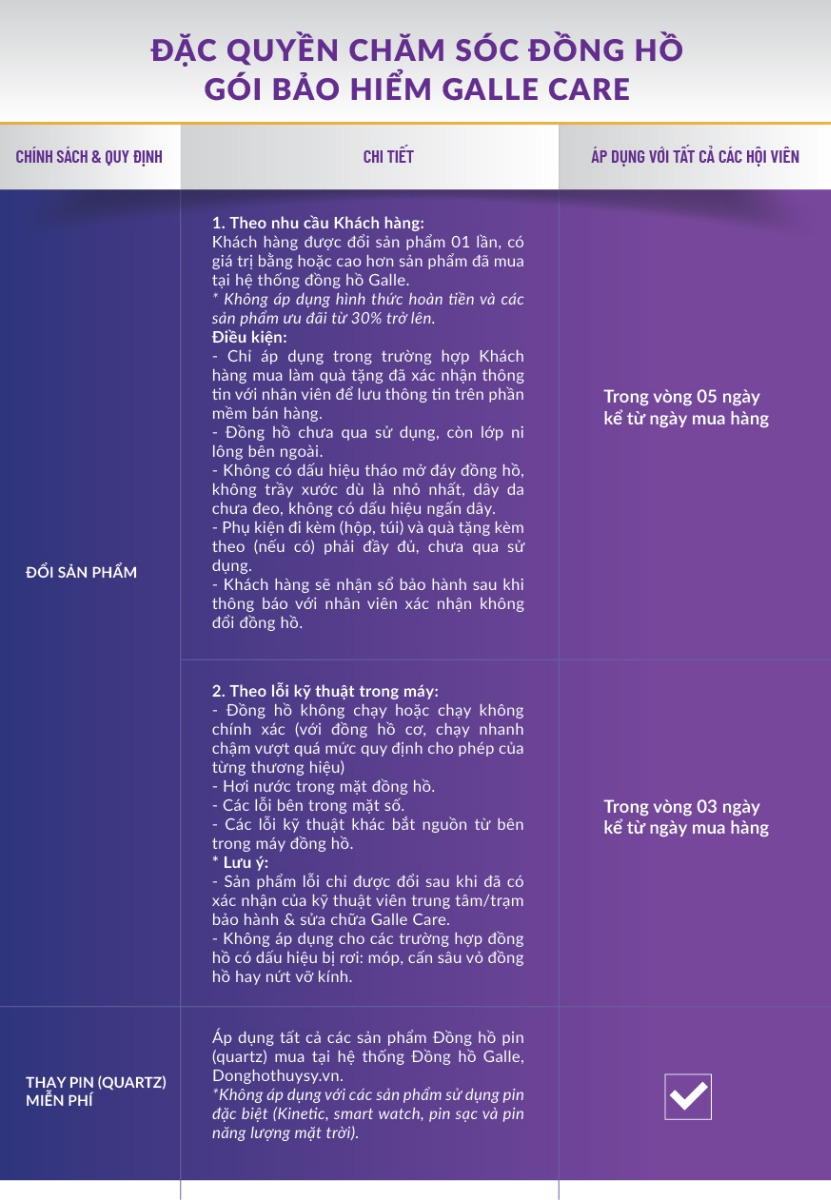 ĐẶC QUYỀN CHĂM SÓC ĐỒNG HỒ
GÓI BẢO HIỂM GALLE CARE
CHÍNH SÁCH & QUY ĐỊNH
CHI TIẾT
ÁP DỤNG VỚI TẤT CẢ CÁC HỘI VIÊN
ĐỔI SẢN PHẨM
1. Theo nhu cầu Khách hàng:
Khách hàng được đổi sản phẩm 01 lần, có
giá trị bằng hoặc cao hơn sản phẩm đã mua
tại hệ thống đồng hồ Galle.
* Không áp dụng hình thức hoàn tiền và các
sản phẩm ưu đãi từ 30% trở lên.
Điều kiện:
- Chỉ áp dụng trong trường hợp Khách
hàng mua làm quà tặng đã xác nhận thông
tin với nhân viên để lưu thông tin trên phần
mềm bán hàng.
- Đồng hồ chưa qua sử dụng, còn lớp ni
lông bên ngoài.
- Không có dấu hiệu tháo mở đáy đồng hồ,
không trầy xước dù là nhỏ nhất, dây da
chưa đeo, không có dấu hiệu ngấn dây.
- Phụ kiện đi kèm (hộp, túi) và quà tặng kèm
theo (nếu có) phải đầy đủ, chưa qua sử
dụng.
- Khách hàng sẽ nhận sổ bảo hành sau khi
thông báo với nhân viên xác nhận không
đổi đồng hồ.
Trong vòng 05 ngày
kể từ ngày mua hàng
2. Theo lỗi kỹ thuật trong máy:
- Đồng hồ không chạy hoặc chạy không
chính xác (với đồng hồ cơ, chạy nhanh
chậm vượt quá mức quy định cho phép của
từng thương hiệu)
- Hơi nước trong mặt đồng hồ.
- Các lỗi bên trong mặt số.
- Các lỗi kỹ thuật khác bắt nguồn từ bên
trong máy đồng hồ.
* Lưu ý:
- Sản phẩm lỗi chỉ được đổi sau khi đã có
xác nhận của kỹ thuật viên trung tâm/trạm
bảo hành & sửa chữa Galle Care.
- Không áp dụng cho các trường hợp đồng
hồ có dấu hiệu bị rơi: móp, cấn sâu vỏ đồng
hồ hay nứt vỡ kính.
Trong vòng 03 ngày
kể từ ngày mua hàng
THAY PIN (QUARTZ)
MIỄN PHÍ
Áp dụng tất cả các sản phẩm Đồng hồ pin
(quartz) mua tại hệ thống Đồng hồ Galle,
Donghothuysy.vn.
*Không áp dụng với các sản phẩm sử dụng pin
đặc biệt (Kinetic, smart watch, pin sạc và pin
năng lượng mặt trời).